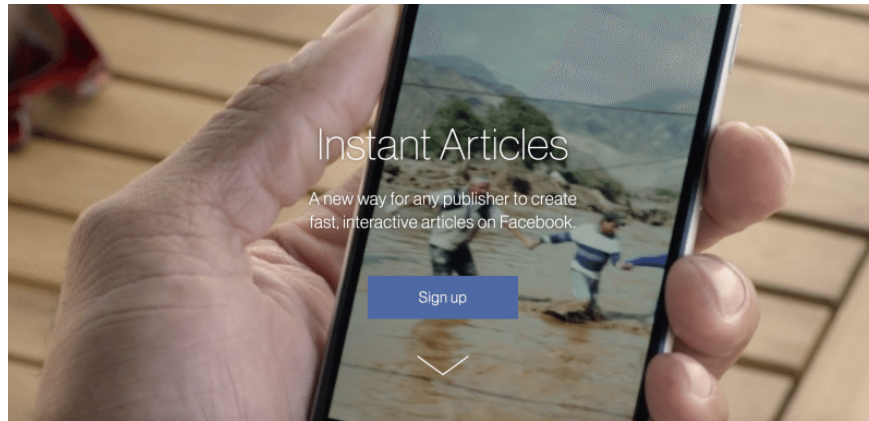 Instant Articles
A new way for any publisher to create
fast, interactive articles on Facebook.
Sign up